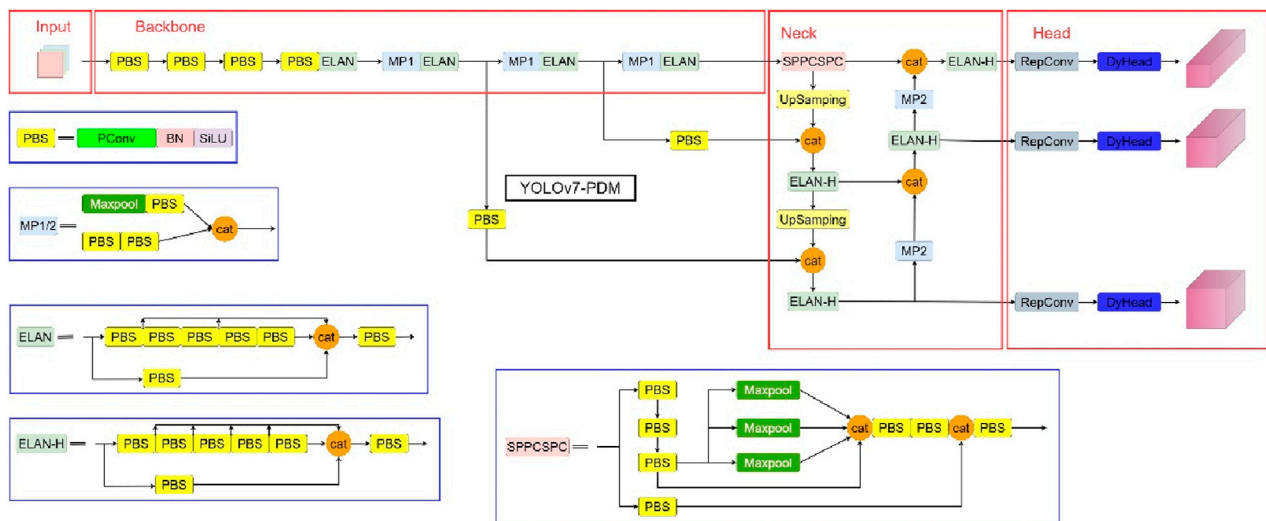 Input
Backbone
Neck
Head
PBS PBS PBS PBS ELAN MP1 ELAN MP1 ELAN MP1 ELAN SPPCSPC cat ELAN-H RepConv DyHead
UpSamping MP2
PBS = PConv BN SiLU
PBS cat ELAN-H RepConv DyHead
YOLOv7-PDM
ELAN-H cat
MP1/2 = Maxpool PBS
PBS PBS
cat
PBS UpSamping
cat MP2
ELAN-H RepConv DyHead
ELAN = PBS PBS PBS PBS PBS cat PBS
PBS
ELAN-H = PBS PBS PBS PBS PBS cat PBS
PBS
SPPCSPC = PBS Maxpool
PBS Maxpool cat PBS PBS cat PBS
PBS Maxpool
PBS